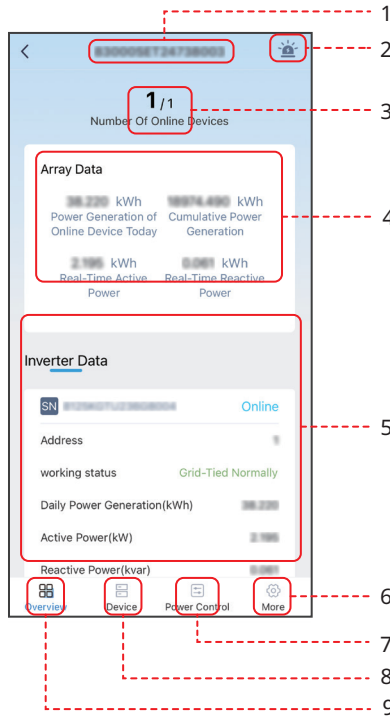 1
2
1 / 1
Number Of Online Devices
3
Array Data
kWh kWh
Power Generation of Online Device Today
Cumulative Power Generation
4
kWh kWh
Real-Time Active Power
Real-Time Reactive Power
Inverter Data
SN Online
5
Address
working status Grid-Tied Normally
Daily Power Generation(kWh)
Active Power(kW)
Reactive Power(kvar)
Overview Device Power Control More
6
7
8
9